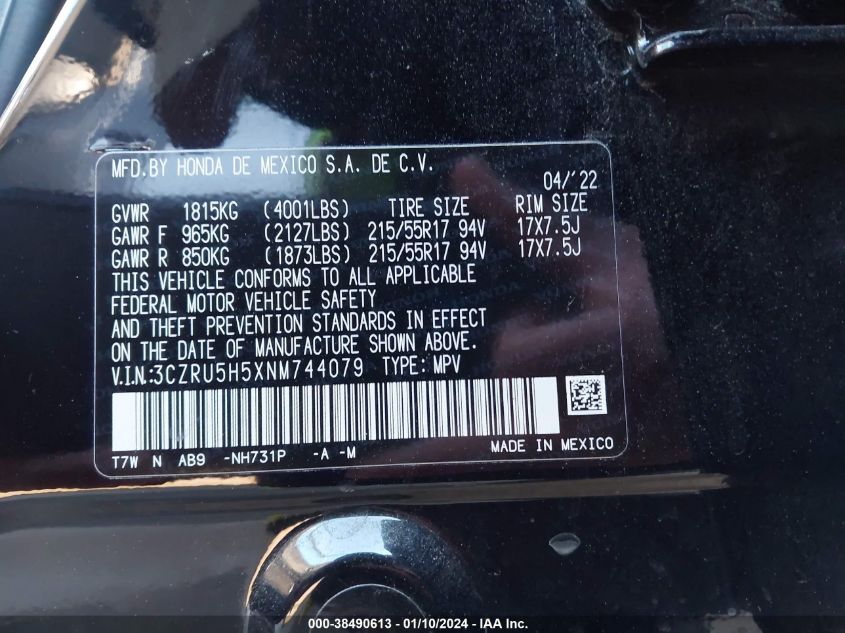 MFD.BY HONDA DE MEXICO S.A. DE C.V.
04/'22
GVWR 1815KG (4001LBS) TIRE SIZE RIM SIZE
GAWR F 965KG (2127LBS) 215/55R17 94V 17X7.5J
GAWR R 850KG (1873LBS) 215/55R17 94V 17X7.5J
THIS VEHICLE CONFORMS TO ALL APPLICABLE
FEDERAL MOTOR VEHICLE SAFETY
AND THEFT PREVENTION STANDARDS IN EFFECT
ON THE DATE OF MANUFACTURE SHOWN ABOVE.
V.I.N.:3CZRU5H5XNM744079 TYPE: MPV
T7W N AB9 -NH731P -A -M MADE IN MEXICO
000-38490613 - 01/10/2024 - IAA Inc.